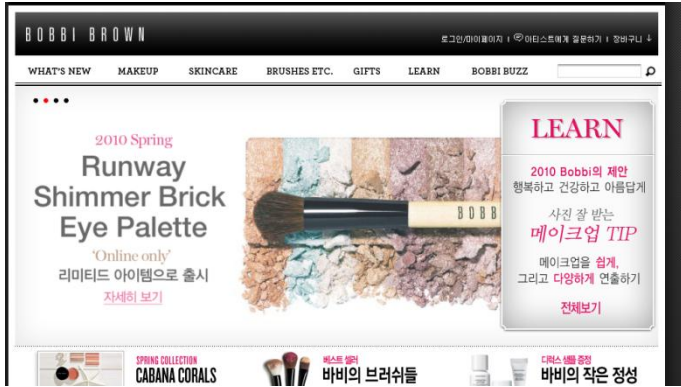 BOBBI BROWN
로그인/마이페이지 | 아티스트에게 질문하기 | 장바구니 ↓
WHAT'S NEW MAKEUP SKINCARE BRUSHES ETC. GIFTS LEARN BOBBI BUZZ
2010 Spring
Runway
Shimmer Brick
Eye Palette
'Online only'
리미티드 아이템으로 출시
자세히 보기
BOBB
LEARN
2010 Bobbi의 제안
행복하고 건강하고 아름답게
사진 잘 받는
메이크업 TIP
메이크업을 쉽게,
그리고 다양하게 연출하기
전체보기
SPRING COLLECTION
CABANA CORALS
베스트 셀러
바비의 브러쉬들
디럭스 샘플 증정
바비의 작은 정성